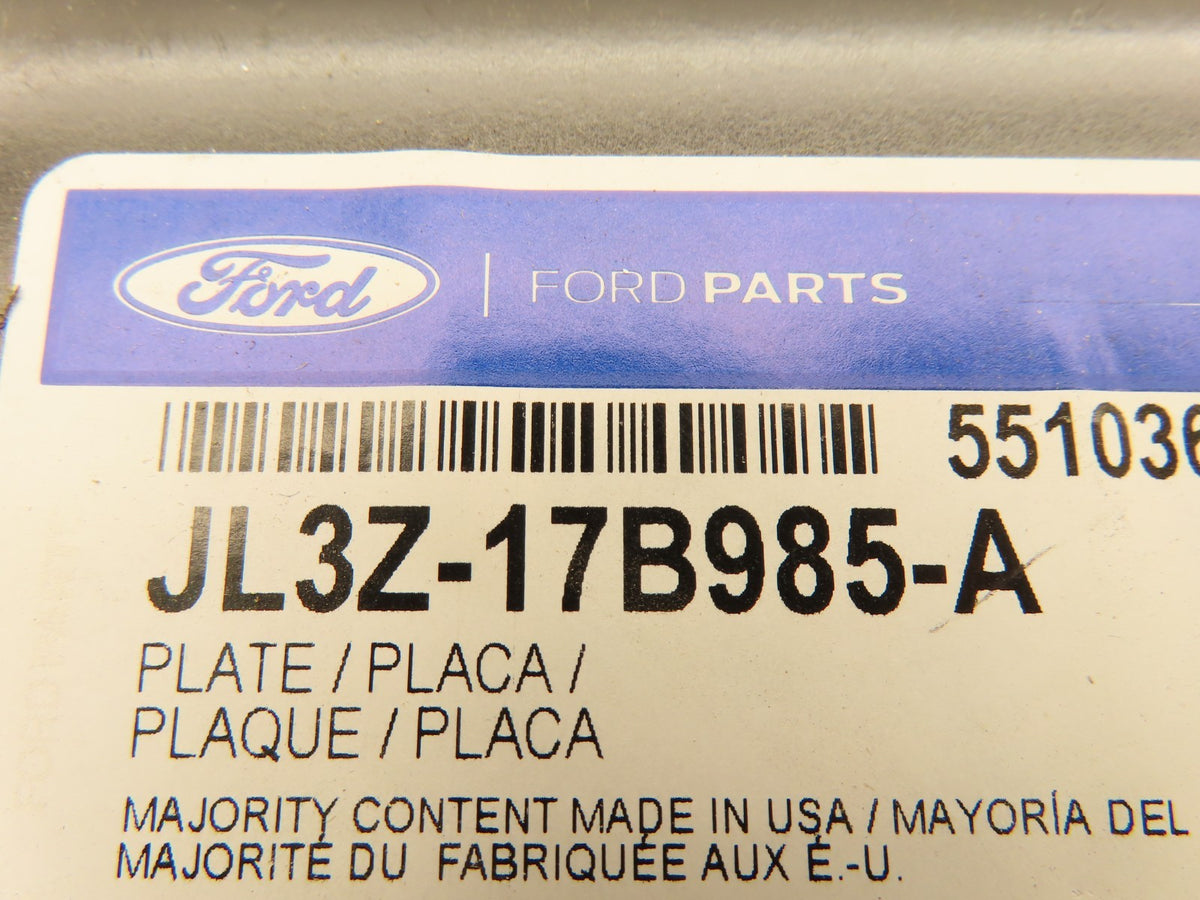 Ford | FORD PARTS
551036
JL3Z-17B985-A
PLATE / PLACA /
PLAQUE / PLACA
MAJORITY CONTENT MADE IN USA / MAYORÍA DEL
MAJORITÉ DU FABRIQUÉE AUX É.-U.